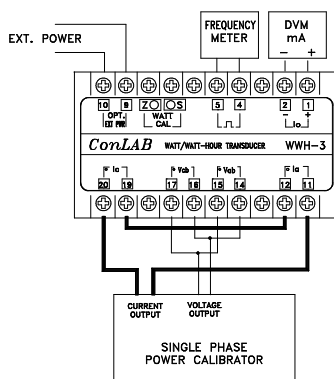 EXT. POWER
FREQUENCY
METER
DVM
mA
− +
10 9 Z S 5 4 2 1
OPT. WATT − +
EXT PWR CAL Io
ConLAB WATT/WATT-HOUR TRANSDUCER WWH-3
Ic Vcb Vab Ia
20 19 17 16 15 14 12 11
CURRENT VOLTAGE
OUTPUT OUTPUT
SINGLE PHASE
POWER CALIBRATOR